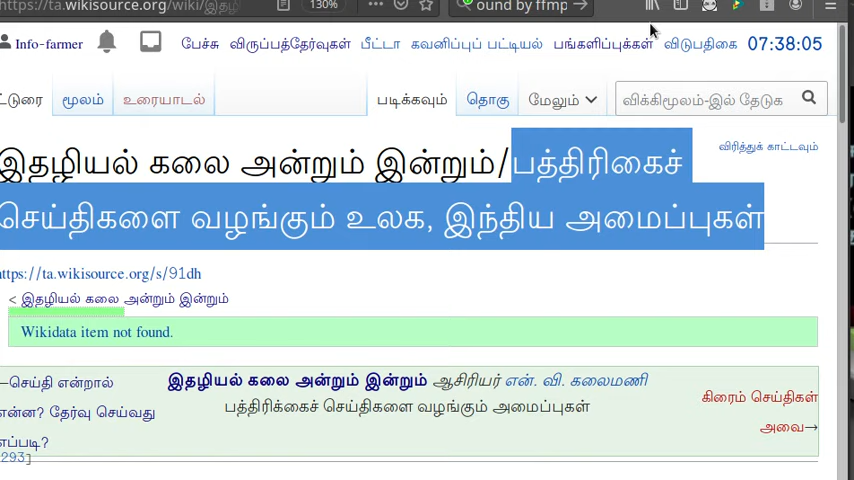 .wikisource.org/wiki/இதழ் 130% ound by ffmp
Info-farmer பேச்சு விருப்பத்தேர்வுகள் பீட்டா கவனிப்புப் பட்டியல் பங்களிப்புக்கள் விடுபதிகை 07:38:05
ட்டுரை மூலம் உரையாடல் படிக்கவும் தொகு மேலும் விக்கிமூலம்-இல் தேடுக
இதழியல் கலை அன்றும் இன்றும்/பத்திரிகைச்
விரித்துக் காட்டவும்
செய்திகளை வழங்கும் உலக, இந்திய அமைப்புகள்
https://ta.wikisource.org/s/91dh
< இதழியல் கலை அன்றும் இன்றும்
Wikidata item not found.
←செய்தி என்றால்
என்ன? தேர்வு செய்வது
எப்படி?
இதழியல் கலை அன்றும் இன்றும் ஆசிரியர் என். வி. கலைமணி
பத்திரிக்கைச் செய்திகளை வழங்கும் அமைப்புகள்
கிரைம் செய்திகள்
அவை→
293]